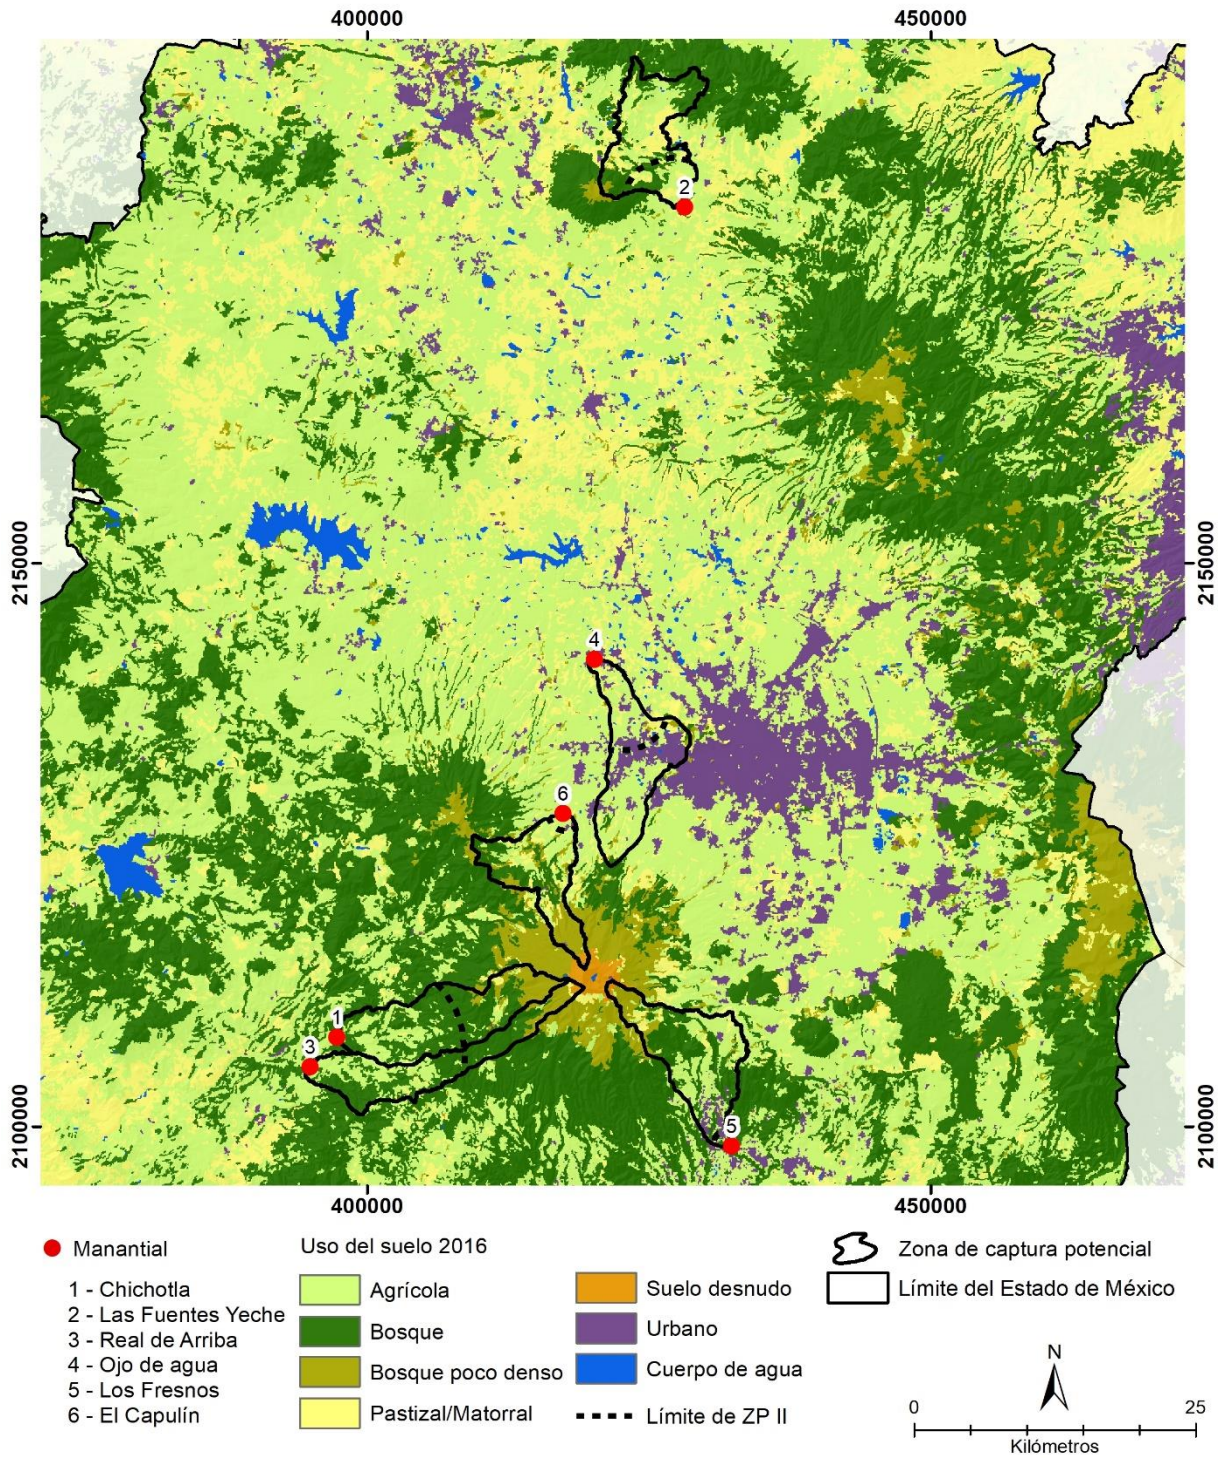 400000
450000
2
2150000
2150000
4
6
1
3
5
2100000
2100000
400000
450000
Manantial
1 - Chichotla
2 - Las Fuentes Yeche
3 - Real de Arriba
4 - Ojo de agua
5 - Los Fresnos
6 - El Capulín
Uso del suelo 2016
Agrícola
Bosque
Bosque poco denso
Pastizal/Matorral
Suelo desnudo
Urbano
Cuerpo de agua
Límite de ZP II
Zona de captura potencial
Límite del Estado de México
N
0
25
Kilómetros